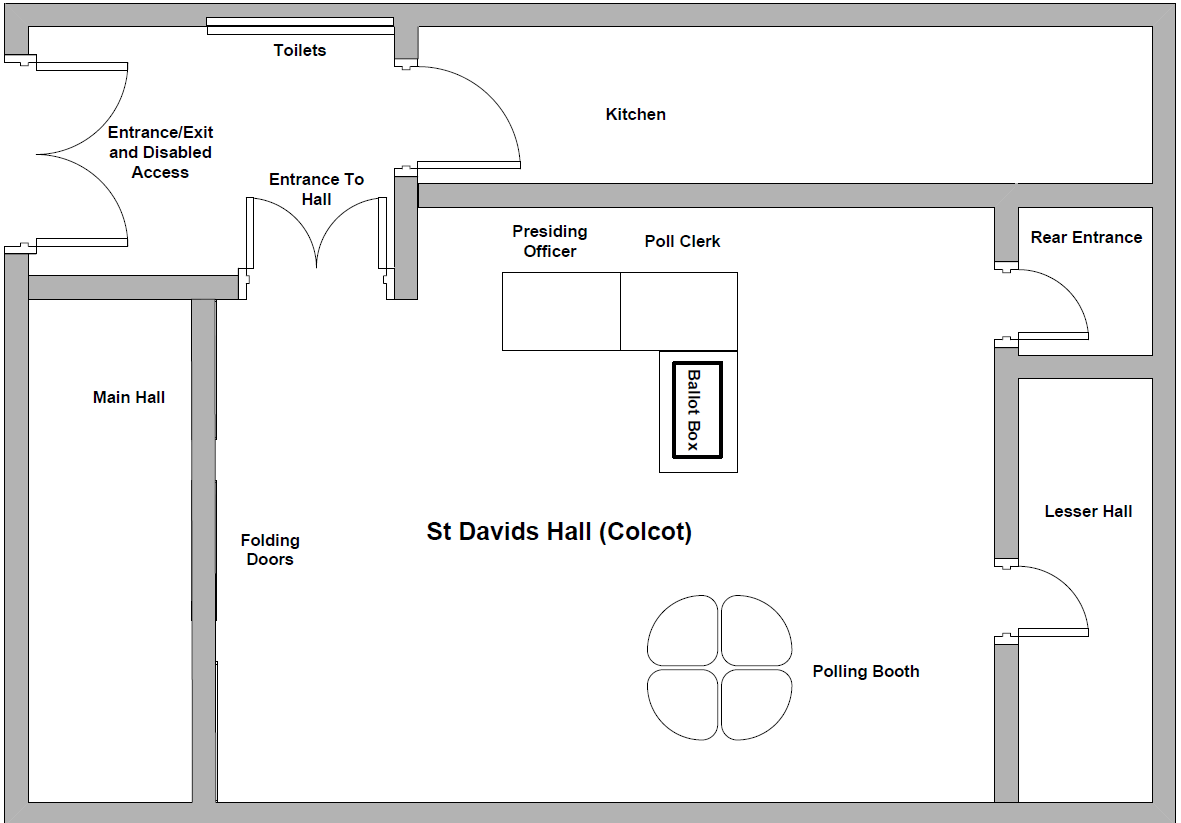 Toilets
Kitchen
Entrance/Exit
and Disabled
Access
Entrance To
Hall
Presiding
Officer
Poll Clerk
Rear Entrance
Ballot Box
Main Hall
Lesser Hall
St Davids Hall (Colcot)
Folding
Doors
Polling Booth